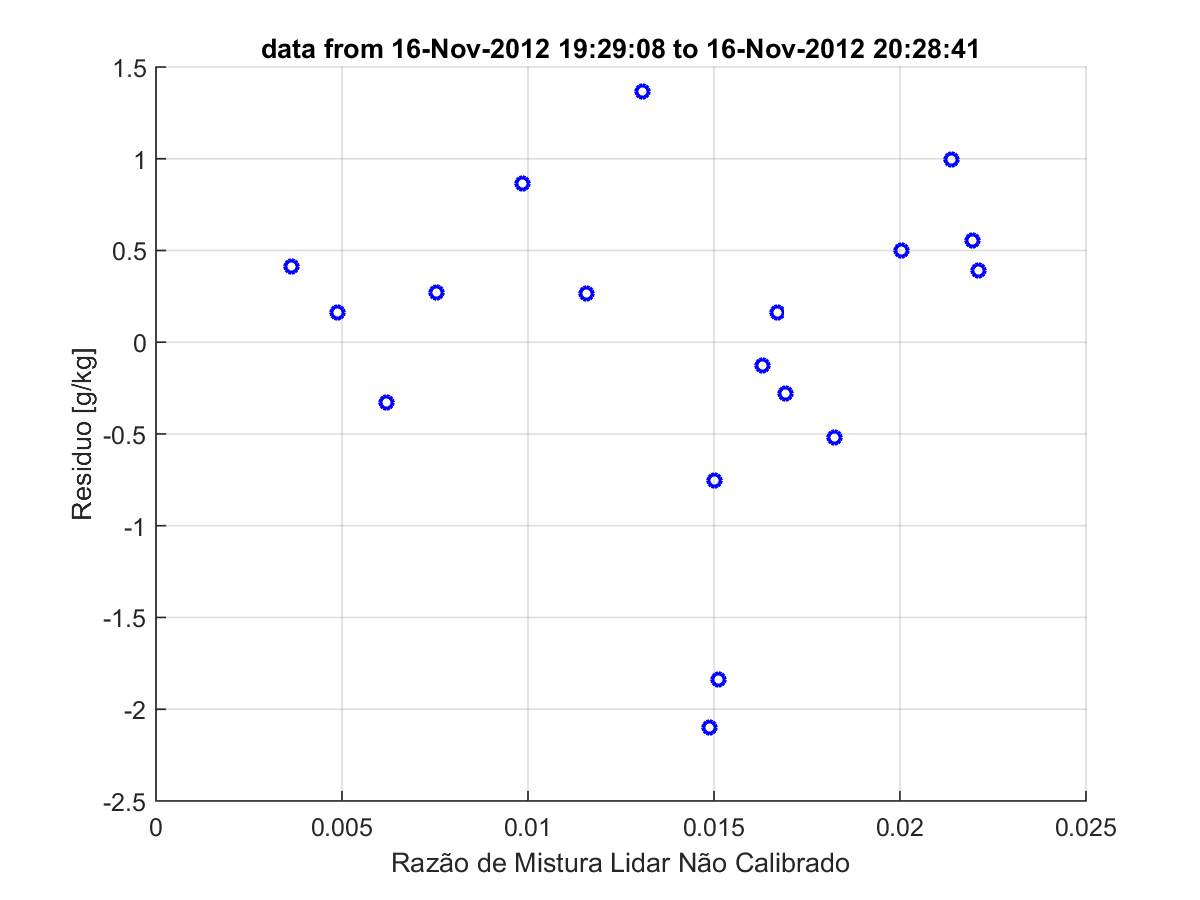 data from 16-Nov-2012 19:29:08 to 16-Nov-2012 20:28:41
1.5
1
0.5
0
-0.5
-1
-1.5
-2
-2.5
Residuo [g/kg]
0 0.005 0.01 0.015 0.02 0.025
Razão de Mistura Lidar Não Calibrado